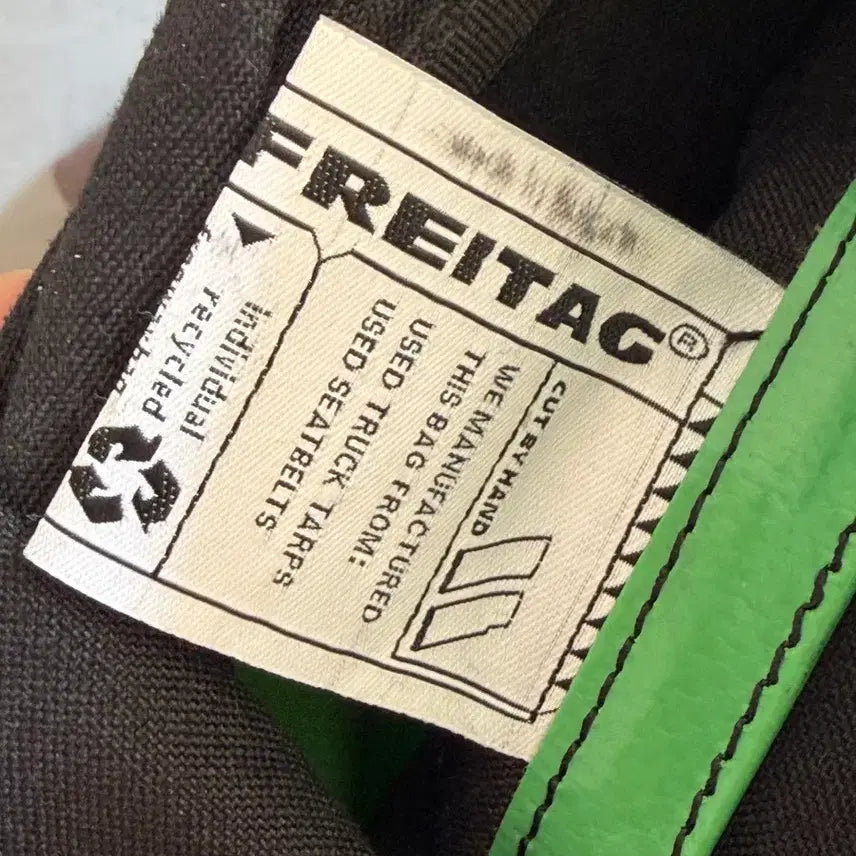 FREITAG®
individual
recycled
WE MANUFACTURED
THIS BAG FROM:
USED TRUCK TARPS
USED SEATBELTS
CUT BY HAND